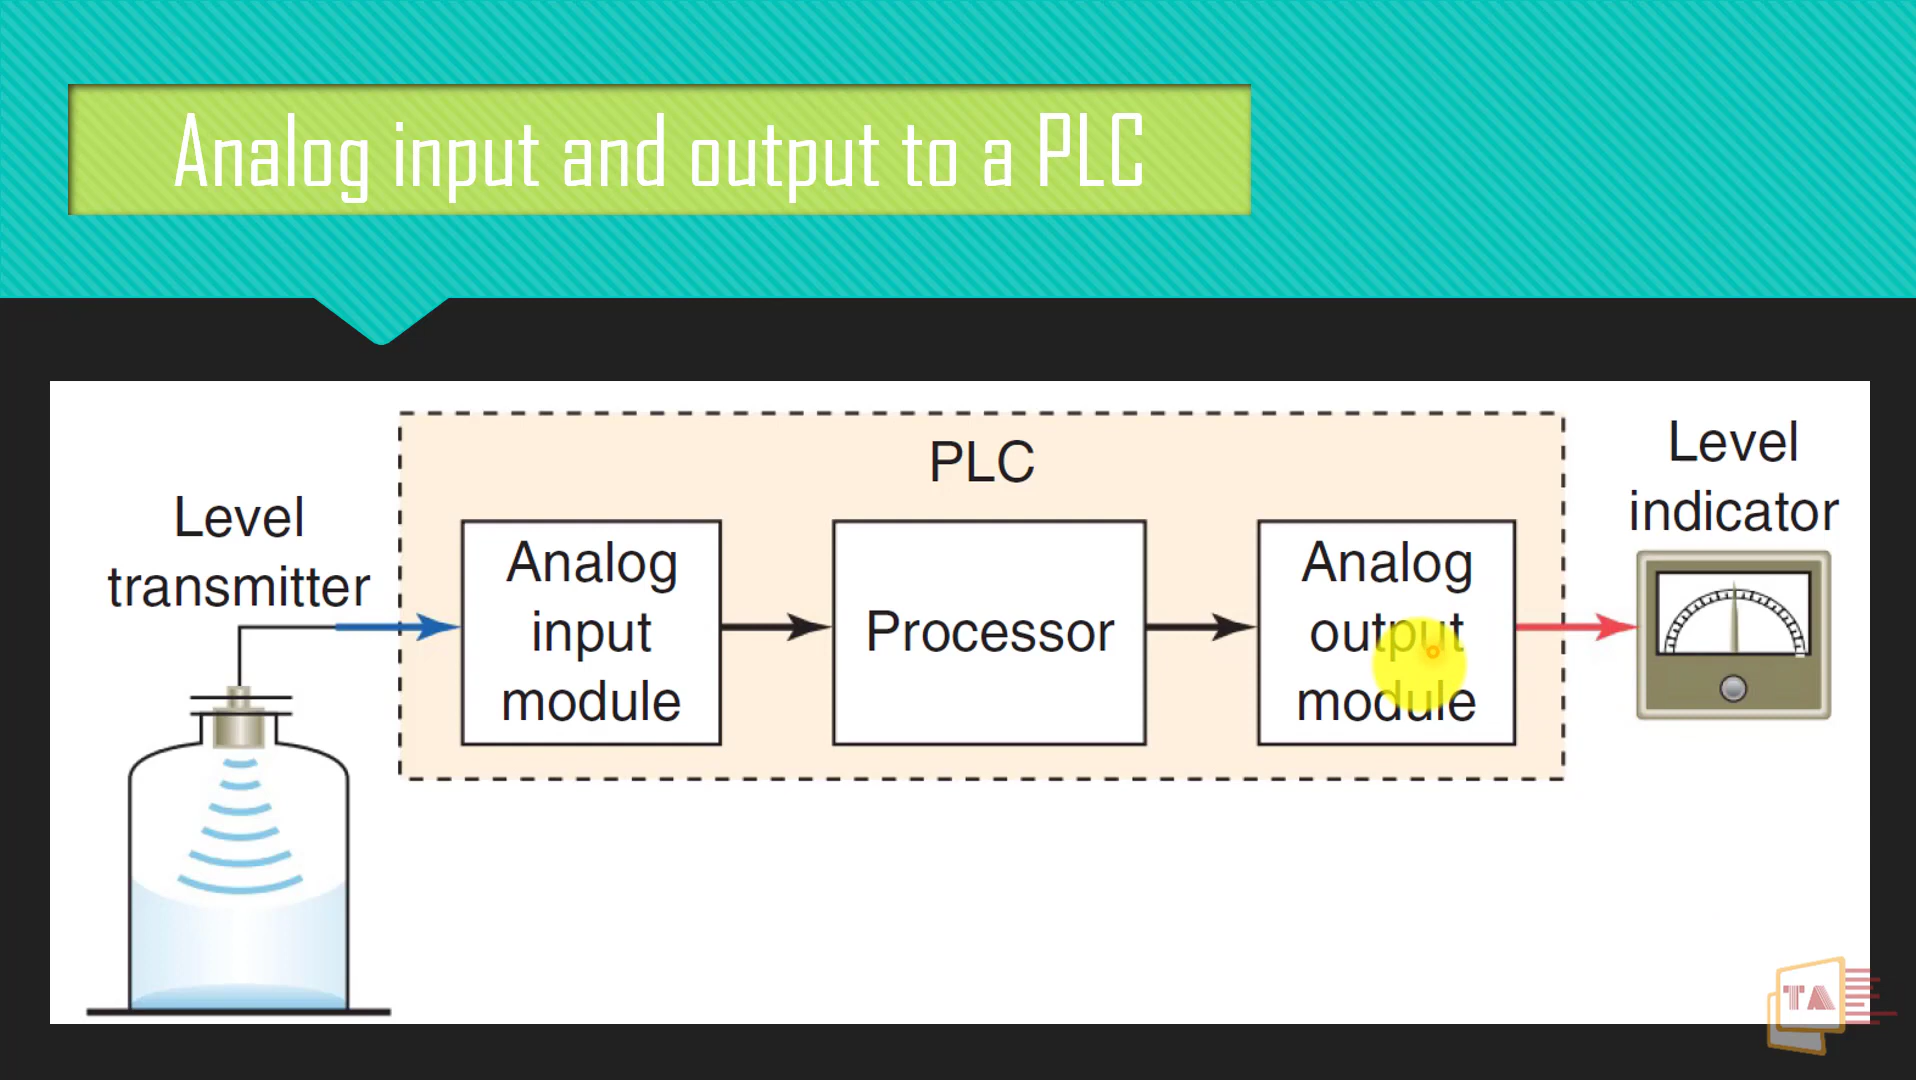 Analog input and output to a PLC
PLC
Level
transmitter
Analog
input
module
Processor
Analog
output
module
Level
indicator
TA